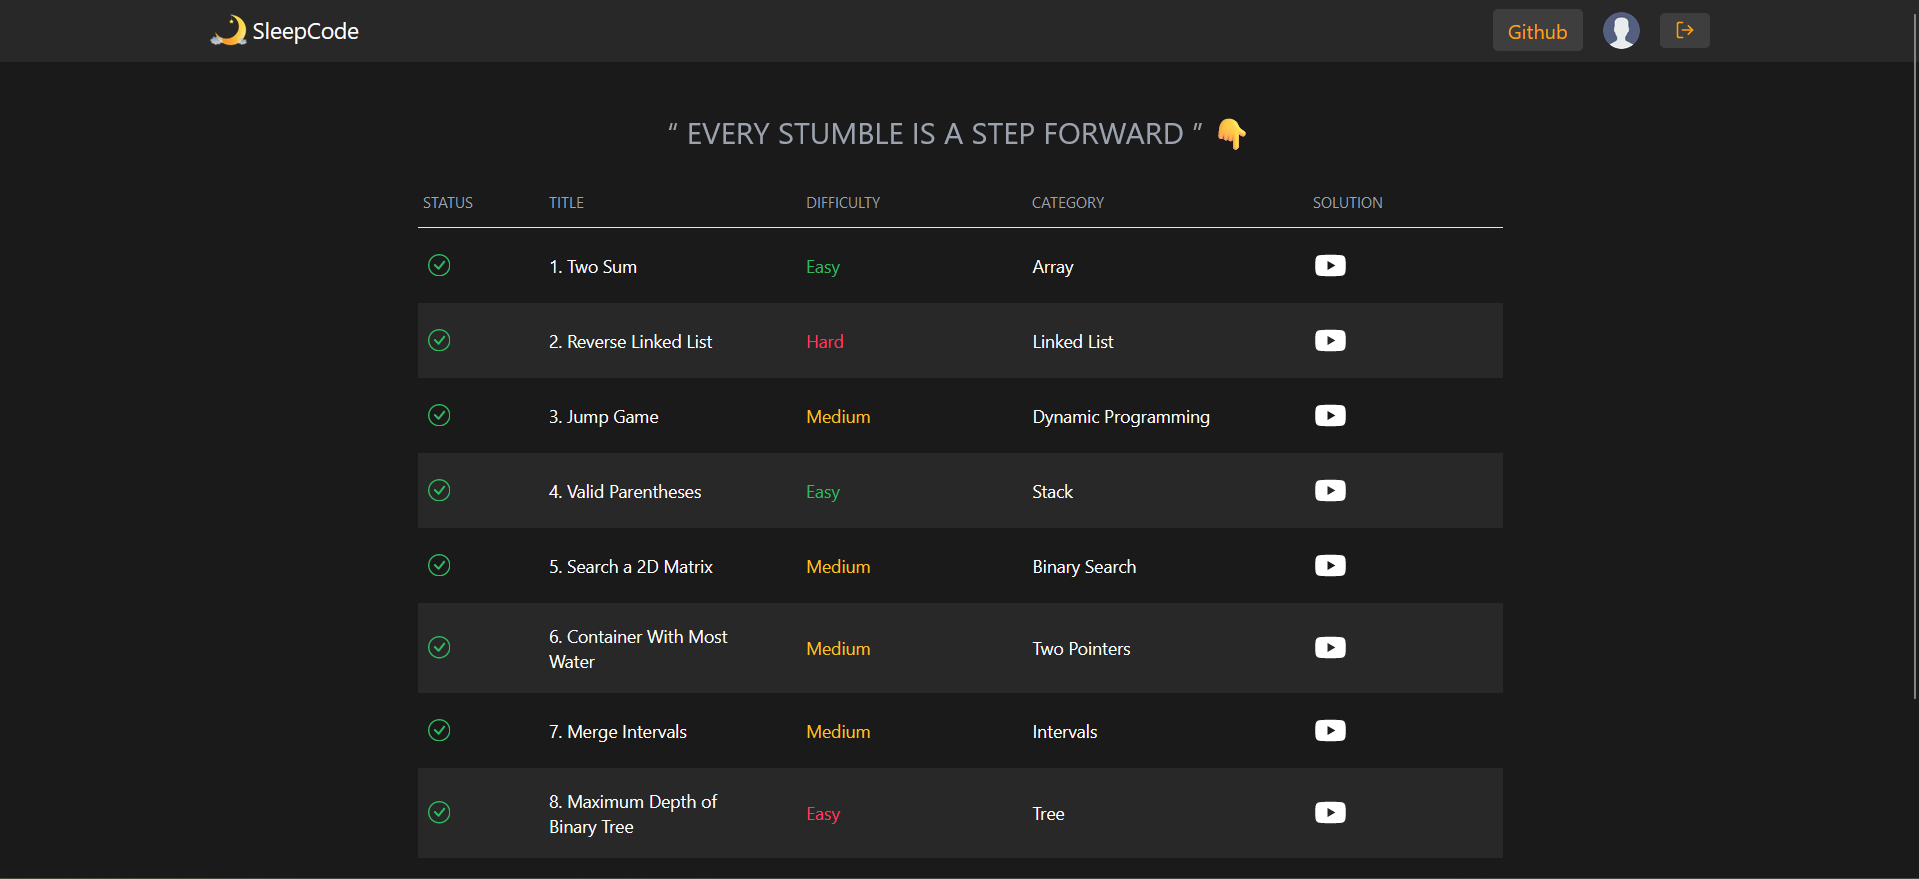 SleepCode
Github
“ EVERY STUMBLE IS A STEP FORWARD ” 👇
STATUS TITLE DIFFICULTY CATEGORY SOLUTION
1. Two Sum Easy Array
2. Reverse Linked List Hard Linked List
3. Jump Game Medium Dynamic Programming
4. Valid Parentheses Easy Stack
5. Search a 2D Matrix Medium Binary Search
6. Container With Most
Water
Medium Two Pointers
7. Merge Intervals Medium Intervals
8. Maximum Depth of
Binary Tree
Easy Tree